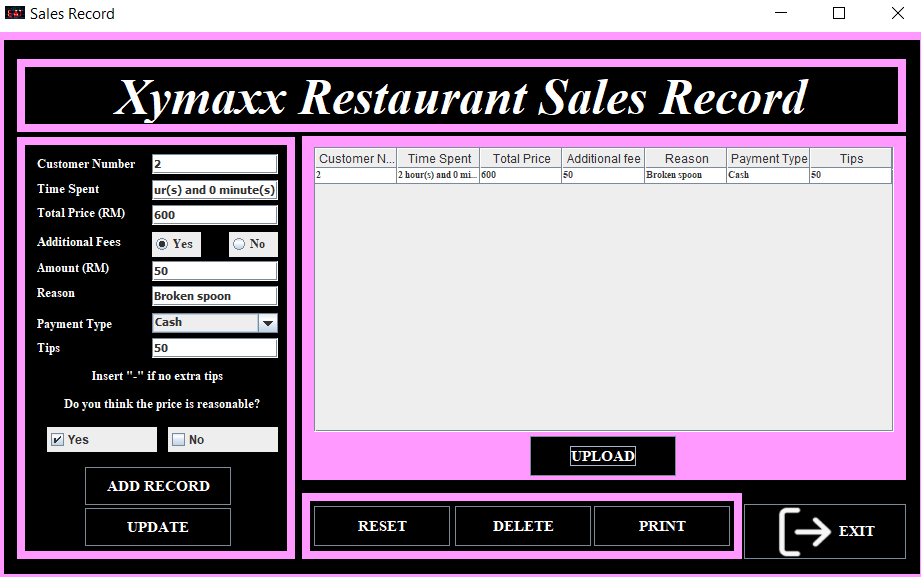 Sales Record
Xymaxx Restaurant Sales Record
Customer Number 2
Time Spent ur(s) and 0 minute(s)
Total Price (RM) 600
Additional Fees Yes No
Amount (RM) 50
Reason Broken spoon
Payment Type Cash
Tips 50
Insert "-" if no extra tips
Do you think the price is reasonable?
Yes No
ADD RECORD
UPDATE
Customer N... Time Spent Total Price Additional fee Reason Payment Type Tips
2 2 hour(s) and 0 mi... 600 50 Broken spoon Cash 50
UPLOAD
RESET DELETE PRINT EXIT